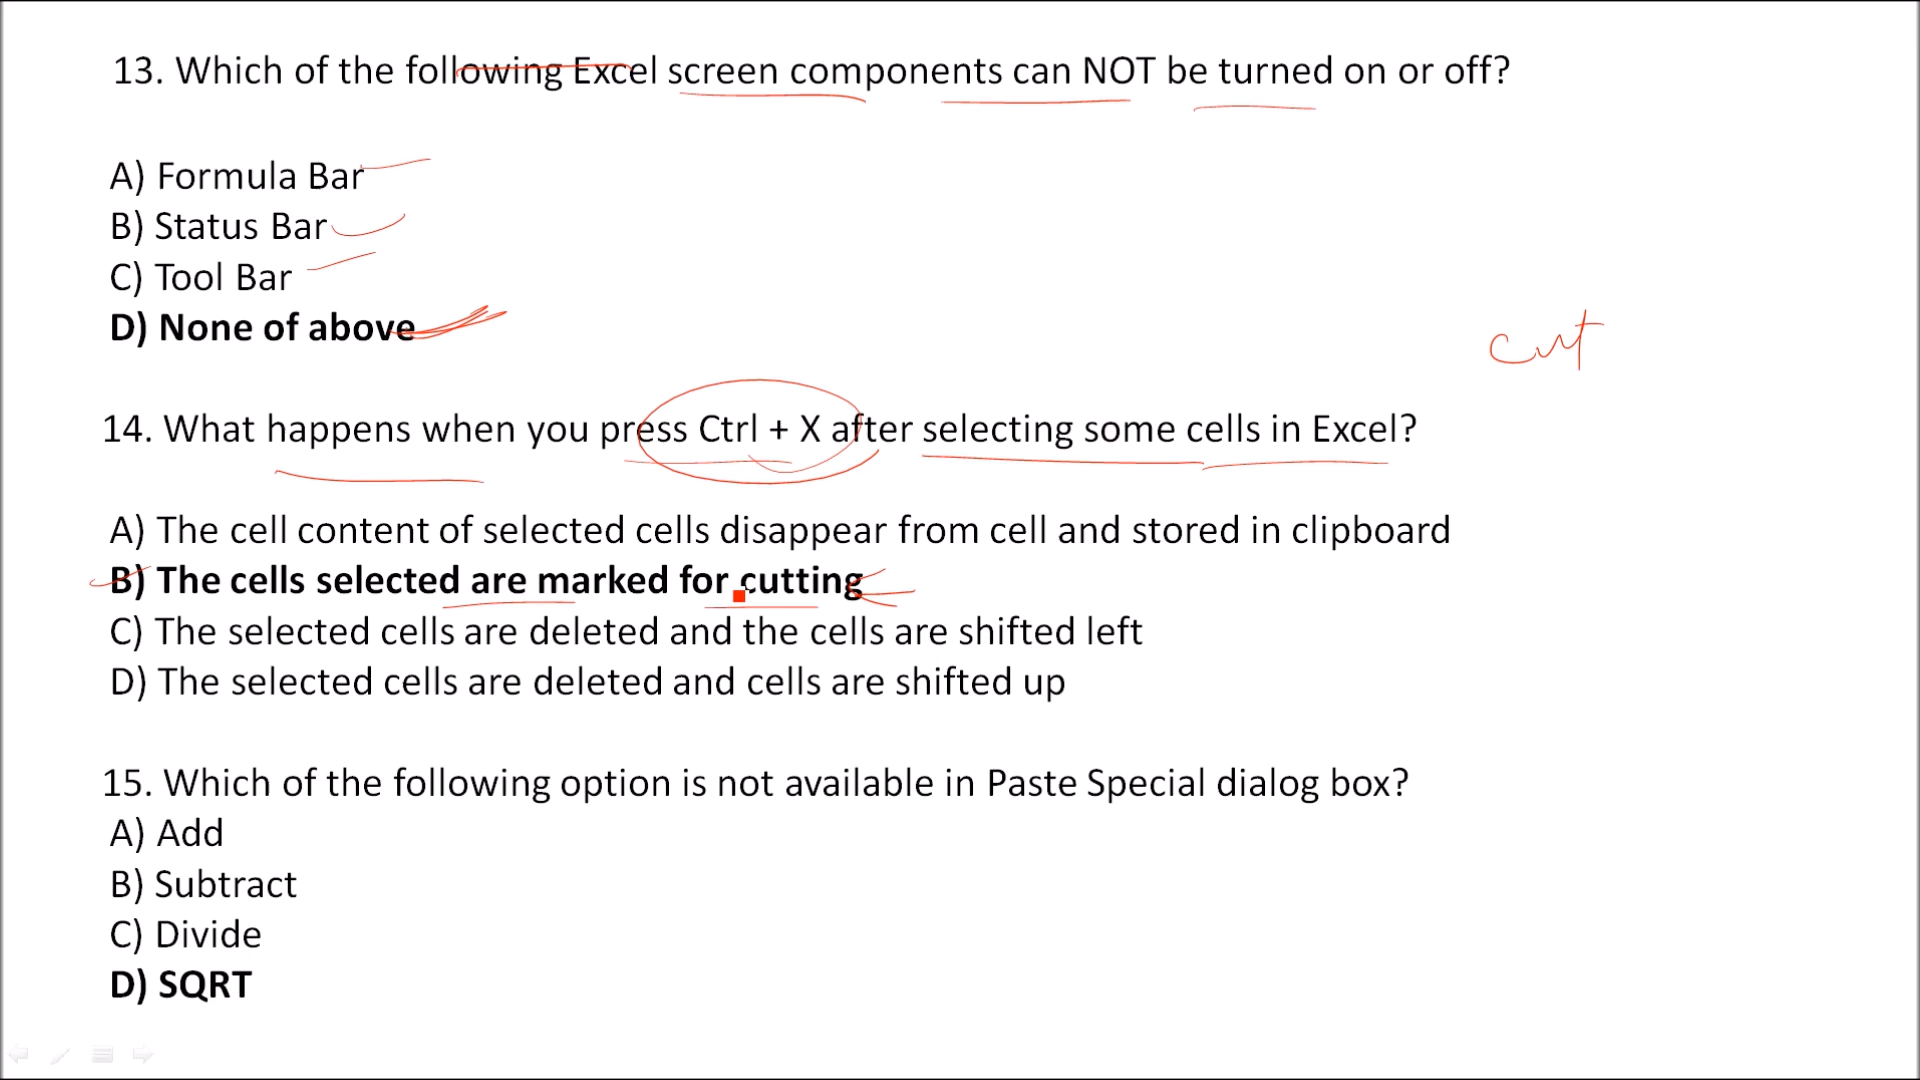 13. Which of the following Excel screen components can NOT be turned on or off?
A) Formula Bar
B) Status Bar
C) Tool Bar
D) None of above
cut
14. What happens when you press Ctrl + X after selecting some cells in Excel?
A) The cell content of selected cells disappear from cell and stored in clipboard
B) The cells selected are marked for cutting
C) The selected cells are deleted and the cells are shifted left
D) The selected cells are deleted and cells are shifted up
15. Which of the following option is not available in Paste Special dialog box?
A) Add
B) Subtract
C) Divide
D) SQRT